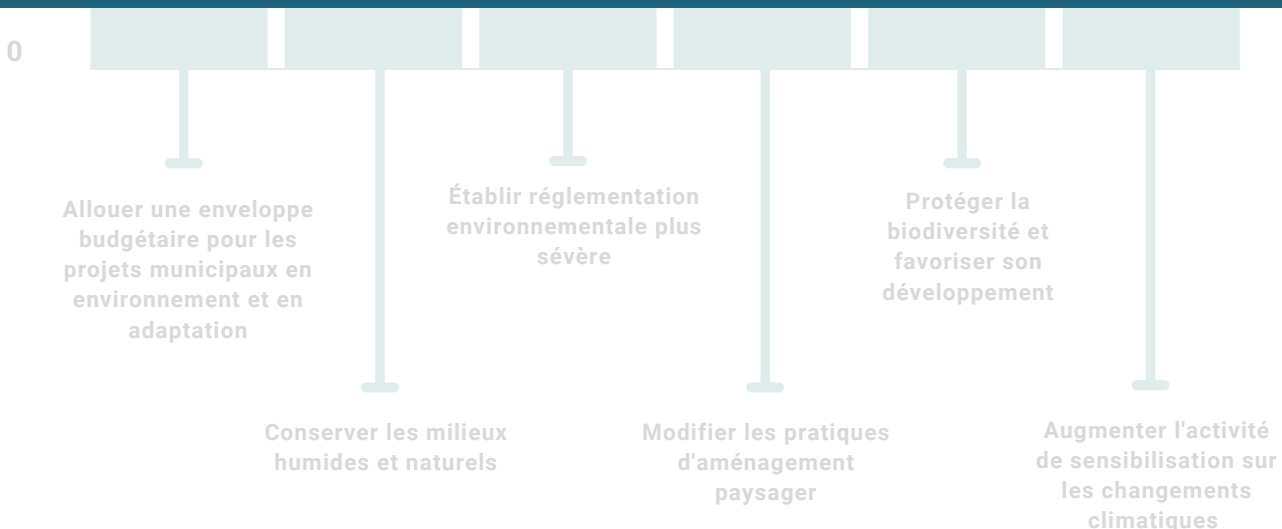 0
Allouer une enveloppe
budgétaire pour les
projets municipaux en
environnement et en
adaptation
Conserver les milieux
humides et naturels
Établir réglementation
environnementale plus
sévère
Modifier les pratiques
d'aménagement
paysager
Protéger la
biodiversité et
favoriser son
développement
Augmenter l'activité
de sensibilisation sur
les changements
climatiques